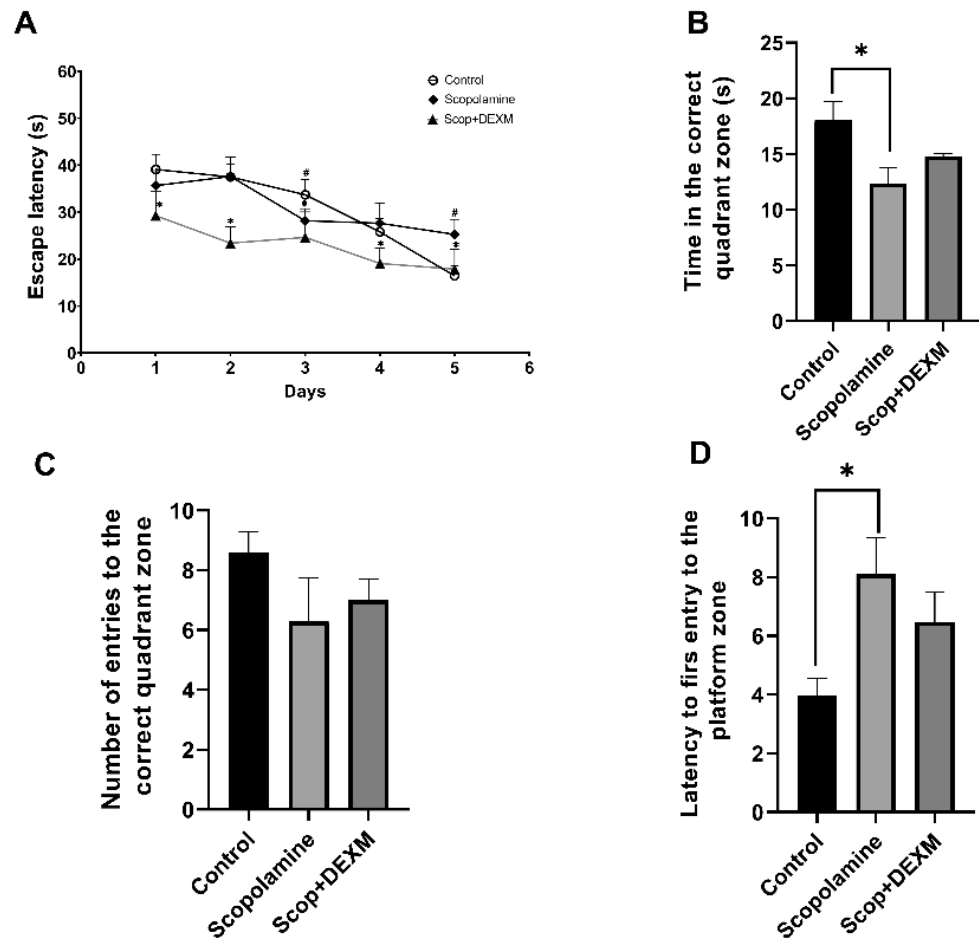 A
Escape latency (s)
60
50
40
30
20
10
0
0 1 2 3 4 5 6
Days
Control
Scopolamine
Scop+DEXM
*
*
#
*
#
*
B
Time in the correct
quadrant zone (s)
25
20
15
10
5
0
*
Control
Scopolamine
Scop+DEXM
C
Number of entries to the
correct quadrant zone
10
8
6
4
2
0
Control
Scopolamine
Scop+DEXM
D
Latency to firs entry to the
platform zone
10
8
6
4
2
0
*
Control
Scopolamine
Scop+DEXM